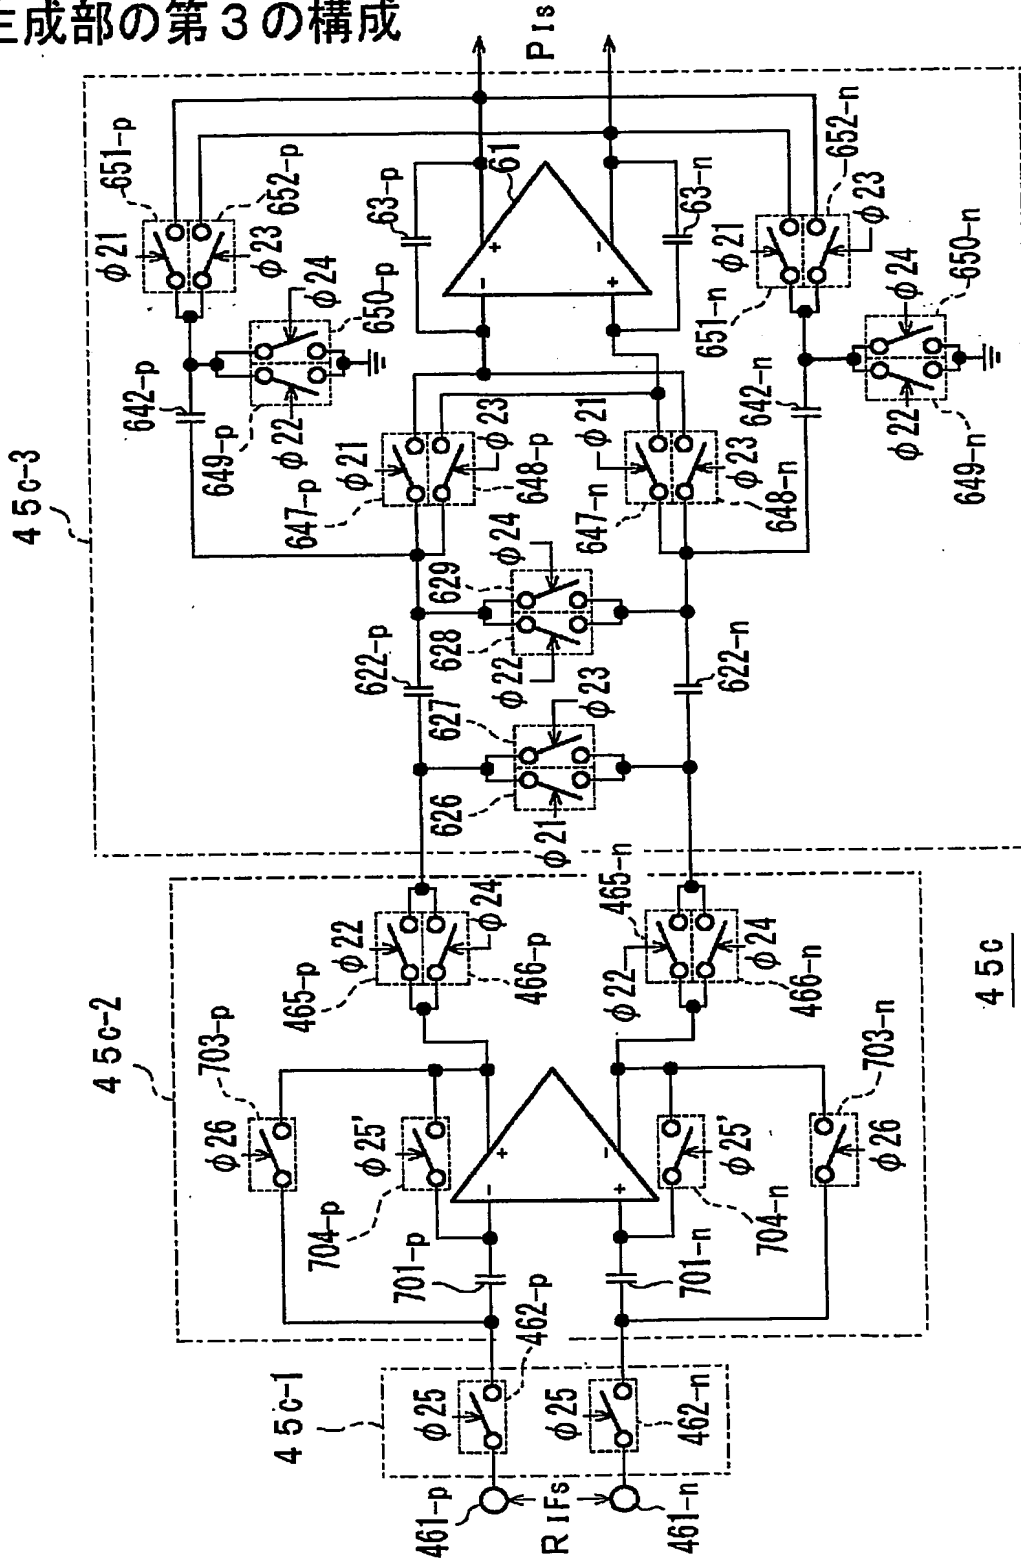 生成部の第３の構成
PIs
45c-3
651-p
φ21
652-p
φ23
φ24
650-p
642-p
649-p
φ22
63-p
61
+
-
-
+
63-n
φ21
647-p
φ23
648-p
φ21
647-n
φ23
648-n
651-n
φ21
652-n
φ23
φ24
650-n
642-n
φ22
649-n
629
φ24
628
φ22
622-p
622-n
627
φ23
626
φ21
45c-2
465-p
φ22
φ24
466-p
465-n
φ22
φ24
466-n
703-p
φ26
φ25'
704-p
701-p
+
-
-
+
φ25'
704-n
701-n
703-n
φ26
45c-1
462-p
φ25
φ25
462-n
461-p
RIFs
461-n
45c